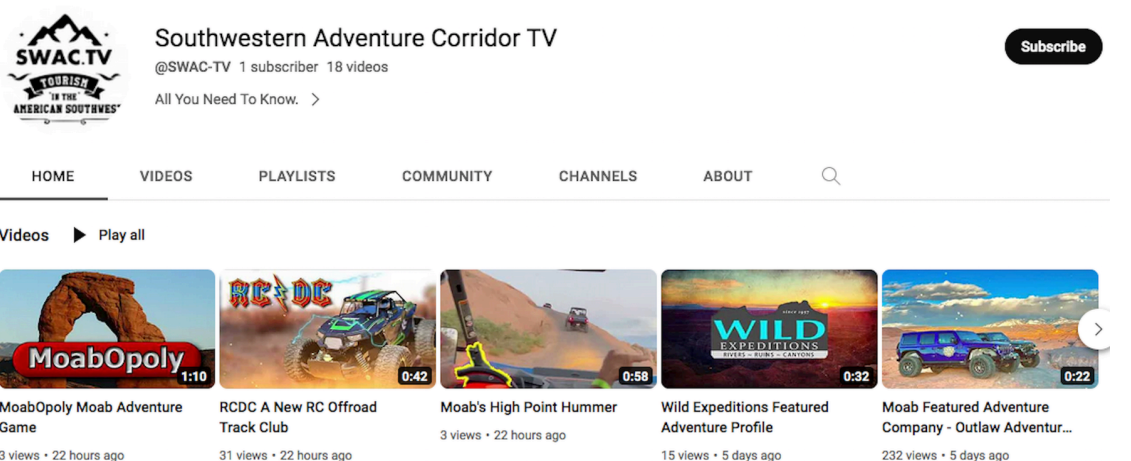 SWAC.TV
TOURISM
IN THE
AMERICAN SOUTHWES
Southwestern Adventure Corridor TV
@SWAC-TV 1 subscriber 18 videos
All You Need To Know.
Subscribe
HOME VIDEOS PLAYLISTS COMMUNITY CHANNELS ABOUT
Videos Play all
MoabOpoly
1:10
RC DC
0:42
0:58
since 1957
WILD
EXPEDITIONS
RIVERS – RUINS – CANYONS
0:32
0:22
MoabOpoly Moab Adventure
Game
3 views • 22 hours ago
RCDC A New RC Offroad
Track Club
31 views • 22 hours ago
Moab's High Point Hummer
3 views • 22 hours ago
Wild Expeditions Featured
Adventure Profile
15 views • 5 days ago
Moab Featured Adventure
Company - Outlaw Adventur...
232 views • 5 days ago